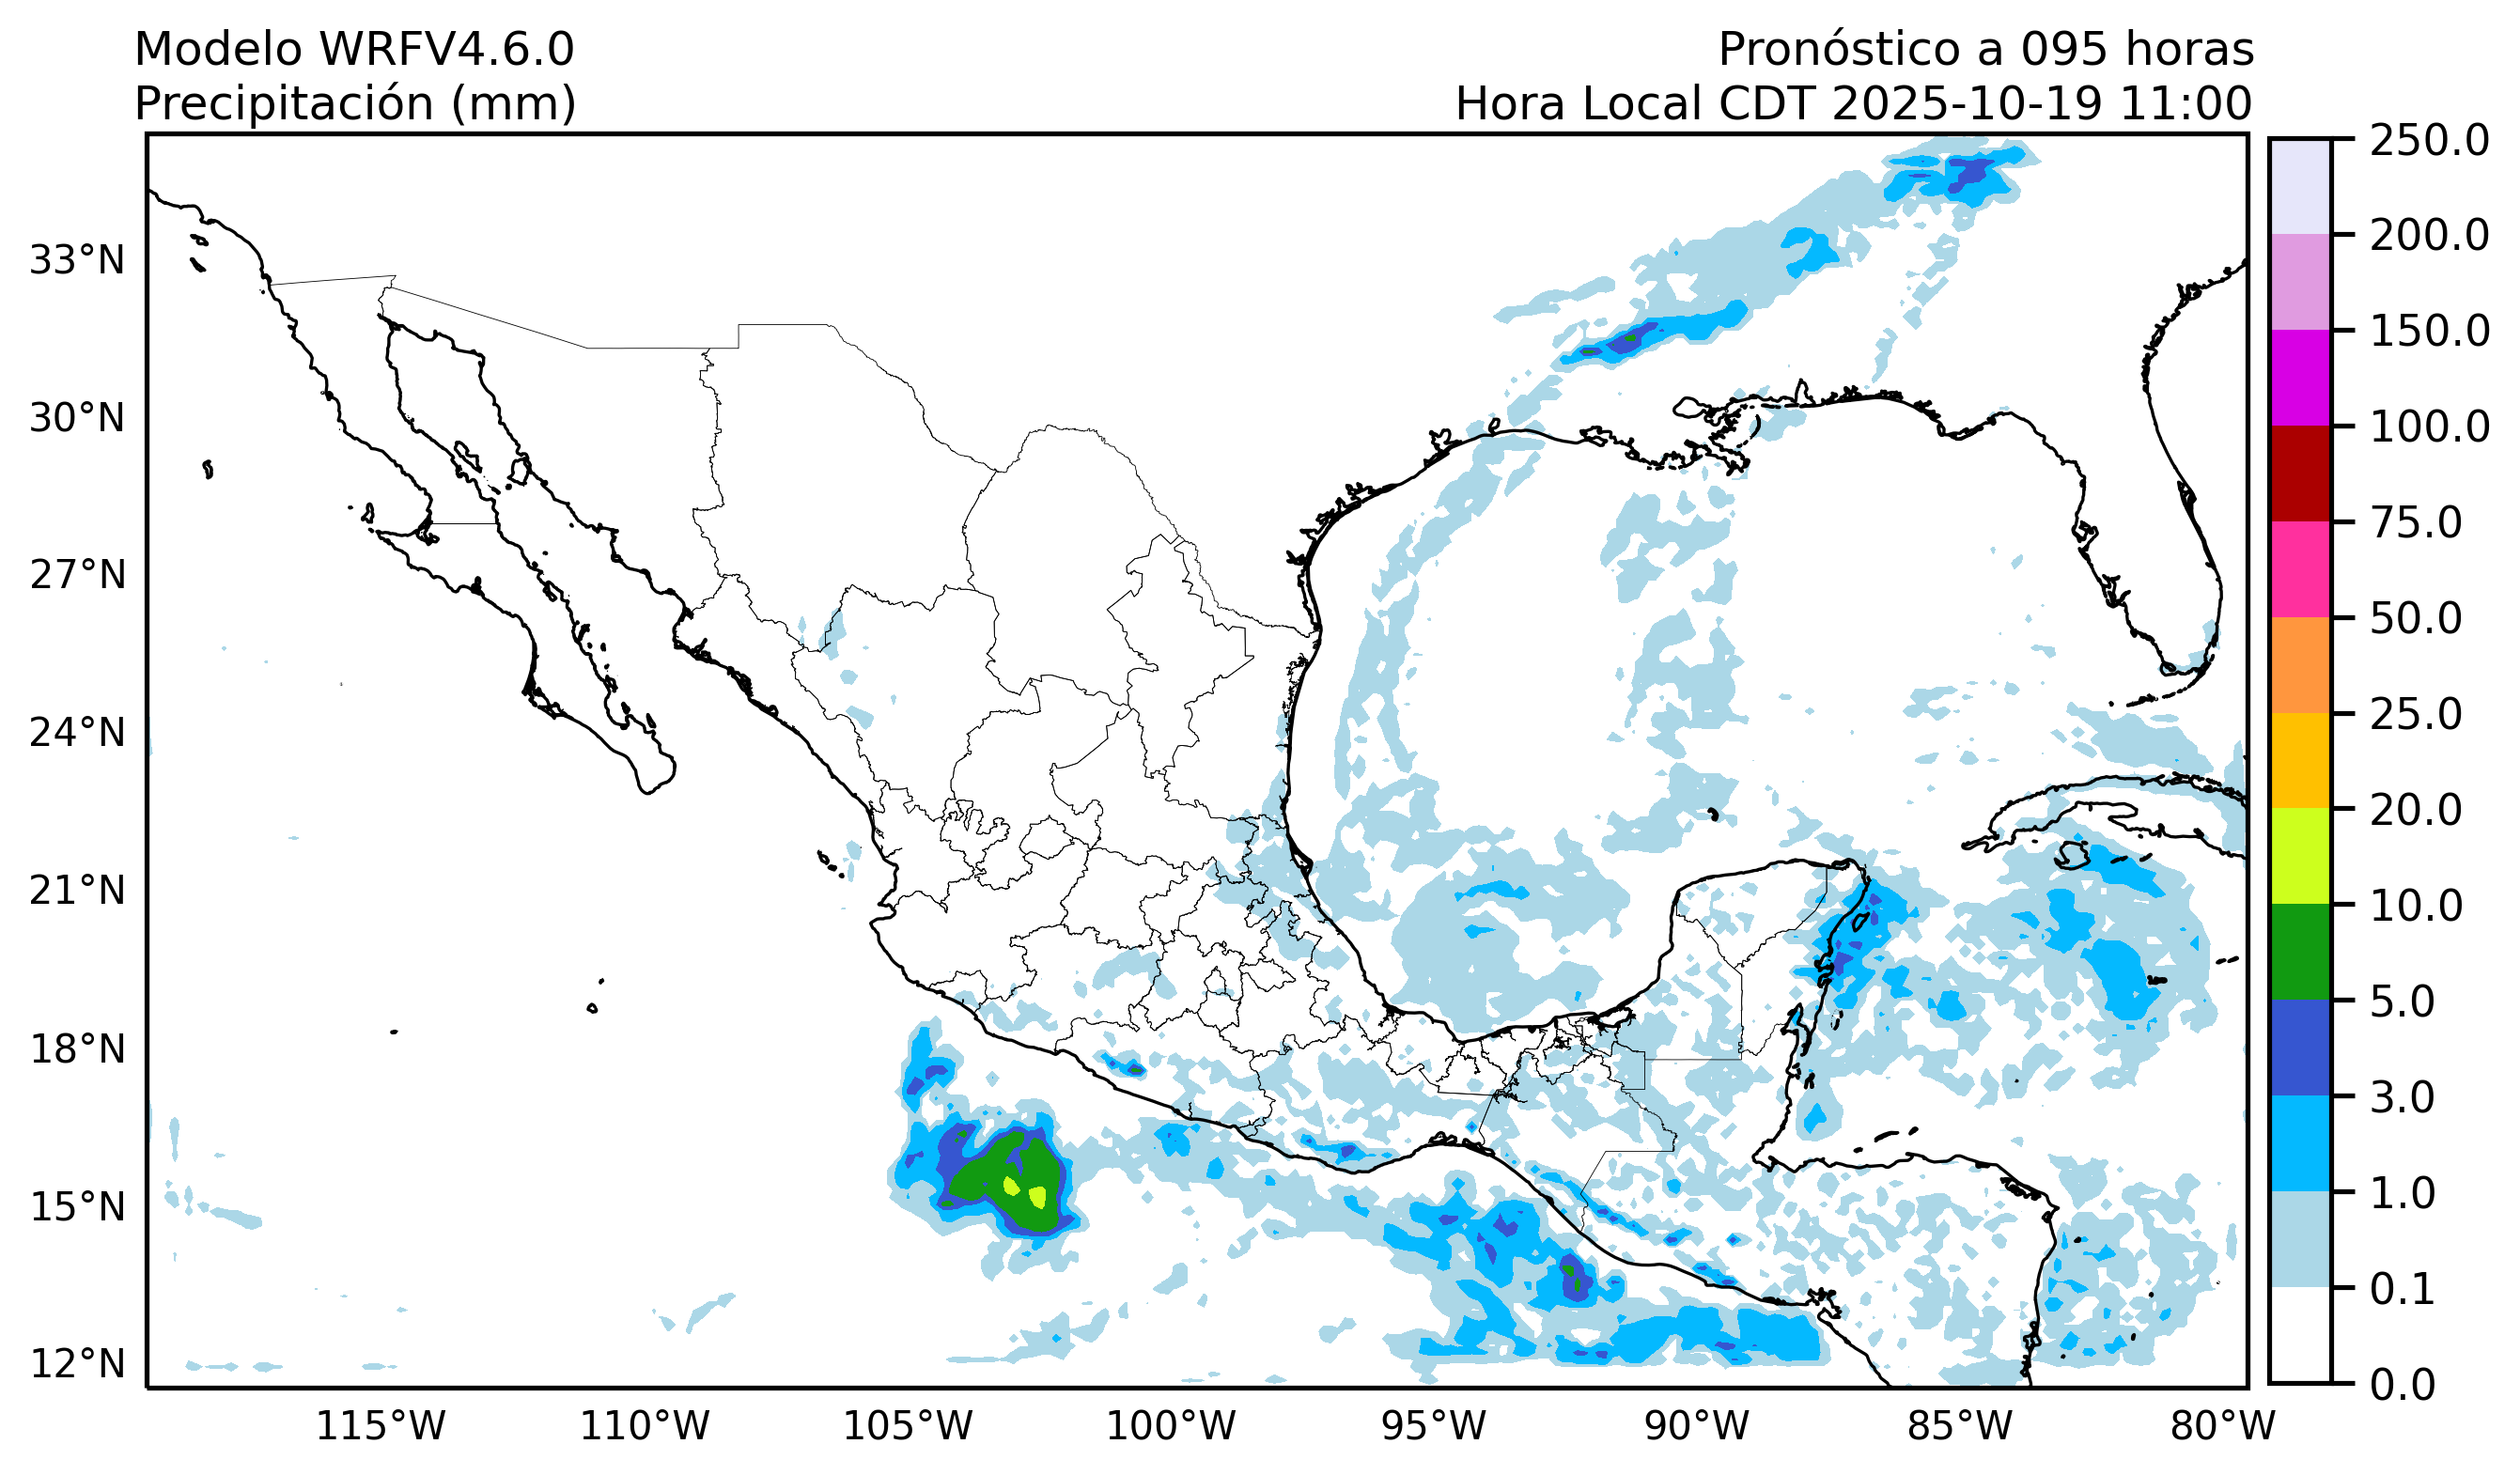 Modelo WRFV4.6.0
Precipitación (mm)
Pronóstico a 095 horas
Hora Local CDT 2025-10-19 11:00
33°N
30°N
27°N
24°N
21°N
18°N
15°N
12°N
115°W
110°W
105°W
100°W
95°W
90°W
85°W
80°W
250.0
200.0
150.0
100.0
75.0
50.0
25.0
20.0
10.0
5.0
3.0
1.0
0.1
0.0